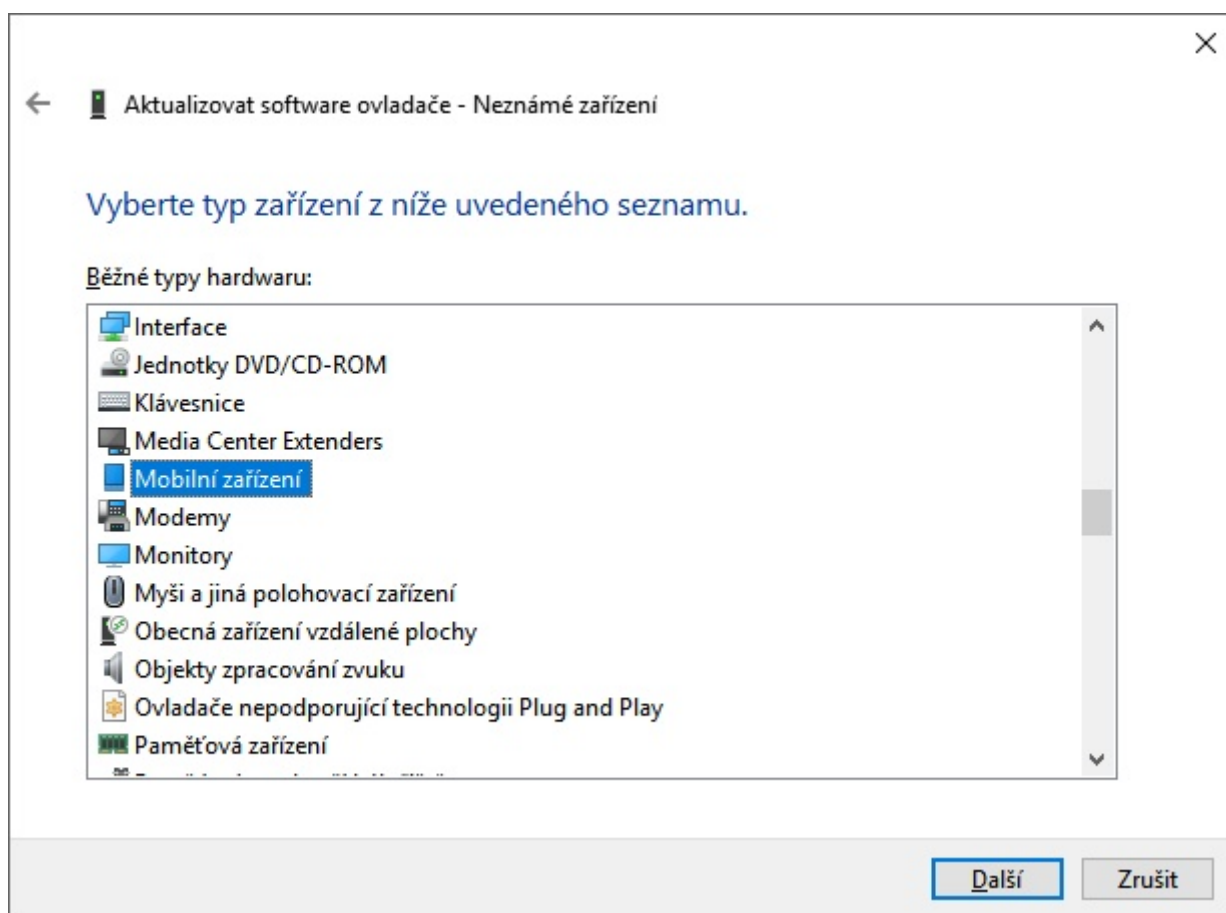 Aktualizovat software ovladače - Neznámé zařízení
Vyberte typ zařízení z níže uvedeného seznamu.
Běžné typy hardwaru:
Interface
Jednotky DVD/CD-ROM
Klávesnice
Media Center Extenders
Mobilní zařízení
Modemy
Monitory
Myši a jiná polohovací zařízení
Obecná zařízení vzdálené plochy
Objekty zpracování zvuku
Ovladače nepodporující technologii Plug and Play
Paměťová zařízení
Další
Zrušit